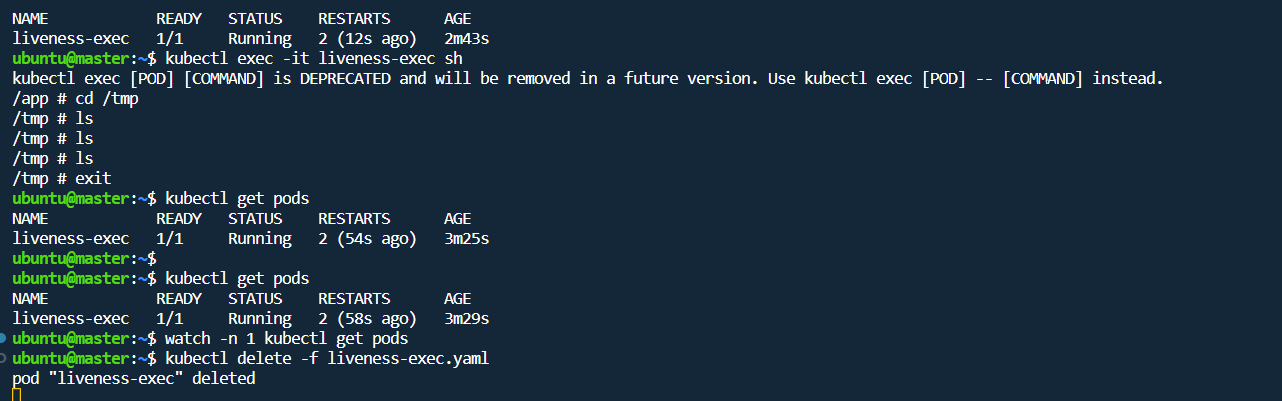 NAME READY STATUS RESTARTS AGE
liveness-exec 1/1 Running 2 (12s ago) 2m43s
ubuntu@master:~$ kubectl exec -it liveness-exec sh
kubectl exec [POD] [COMMAND] is DEPRECATED and will be removed in a future version. Use kubectl exec [POD] -- [COMMAND] instead.
/app # cd /tmp
/tmp # ls
/tmp # ls
/tmp # ls
/tmp # exit
ubuntu@master:~$ kubectl get pods
NAME READY STATUS RESTARTS AGE
liveness-exec 1/1 Running 2 (54s ago) 3m25s
ubuntu@master:~$
ubuntu@master:~$ kubectl get pods
NAME READY STATUS RESTARTS AGE
liveness-exec 1/1 Running 2 (58s ago) 3m29s
ubuntu@master:~$ watch -n 1 kubectl get pods
ubuntu@master:~$ kubectl delete -f liveness-exec.yaml
pod "liveness-exec" deleted